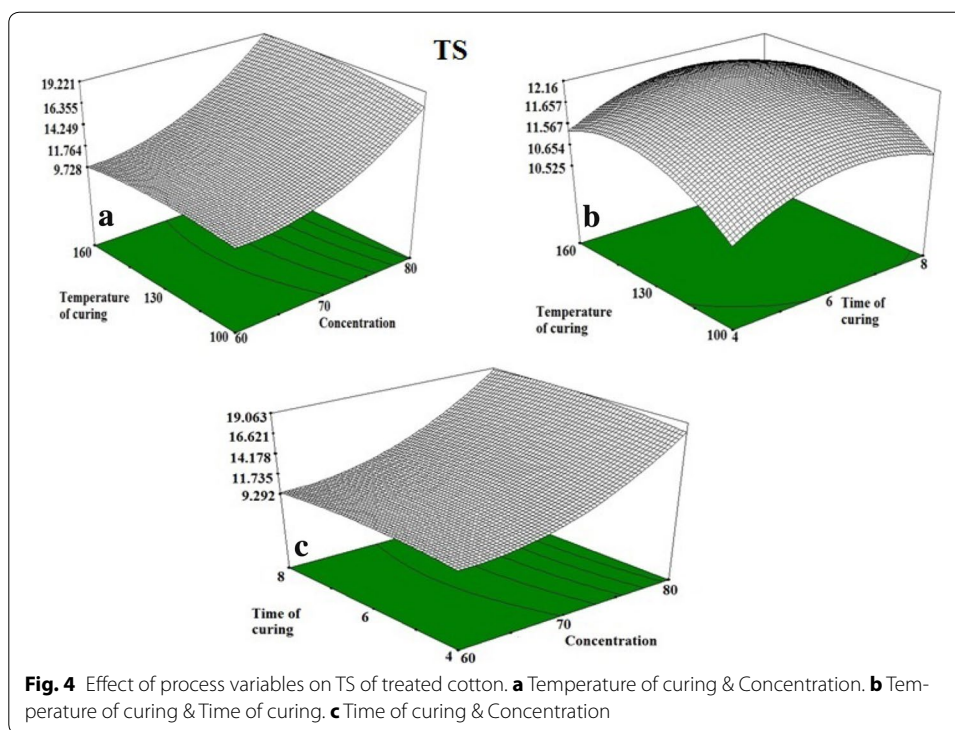 TS
19.221
16.355
14.249
11.764
9.728
a
160
Temperature
of curing
130
100
60
70
Concentration
80
12.16
11.657
11.567
10.654
10.525
b
160
Temperature
of curing
130
100
4
6
Time of
curing
8
19.063
16.621
14.178
11.735
9.292
c
8
Time of
curing
6
4
60
70
Concentration
80
Fig. 4 Effect of process variables on TS of treated cotton. a Temperature of curing & Concentration. b Tem-
perature of curing & Time of curing. c Time of curing & Concentration